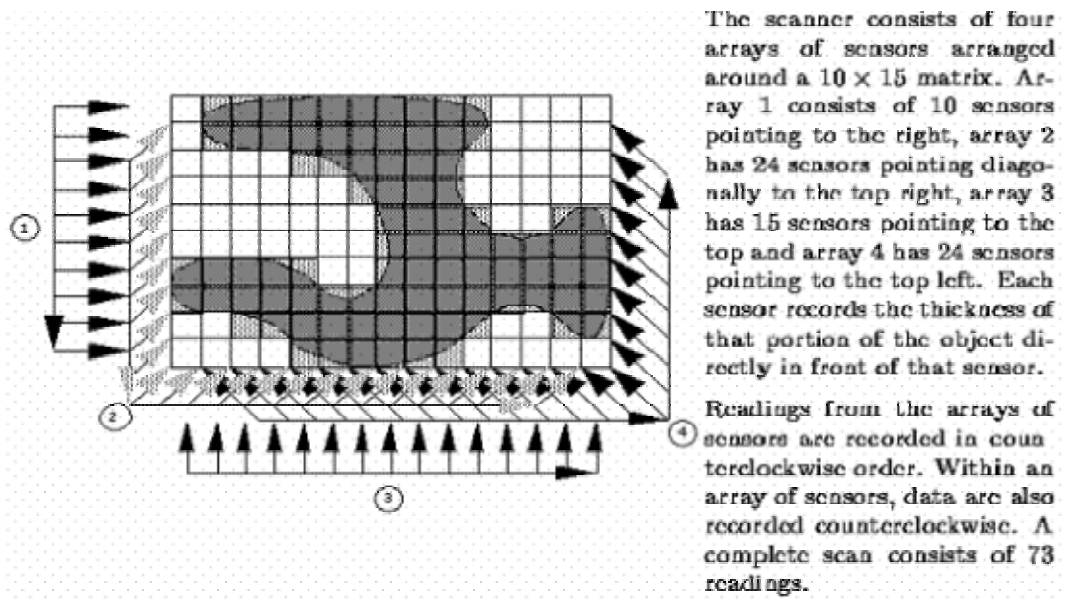 The scanner consists of four
arrays of sensors arranged
around a 10 × 15 matrix. Ar-
ray 1 consists of 10 sensors
pointing to the right, array 2
has 24 sensors pointing diago-
nally to the top right, array 3
has 15 sensors pointing to the
top and array 4 has 24 sensors
pointing to the top left. Each
sensor records the thickness of
that portion of the object di-
rectly in front of that sensor.
Readings from the arrays of
sensors are recorded in coun
terclockwise order. Within an
array of sensors, data are also
recorded counterclockwise. A
complete scan consists of 73
readings.
1
2
3
4